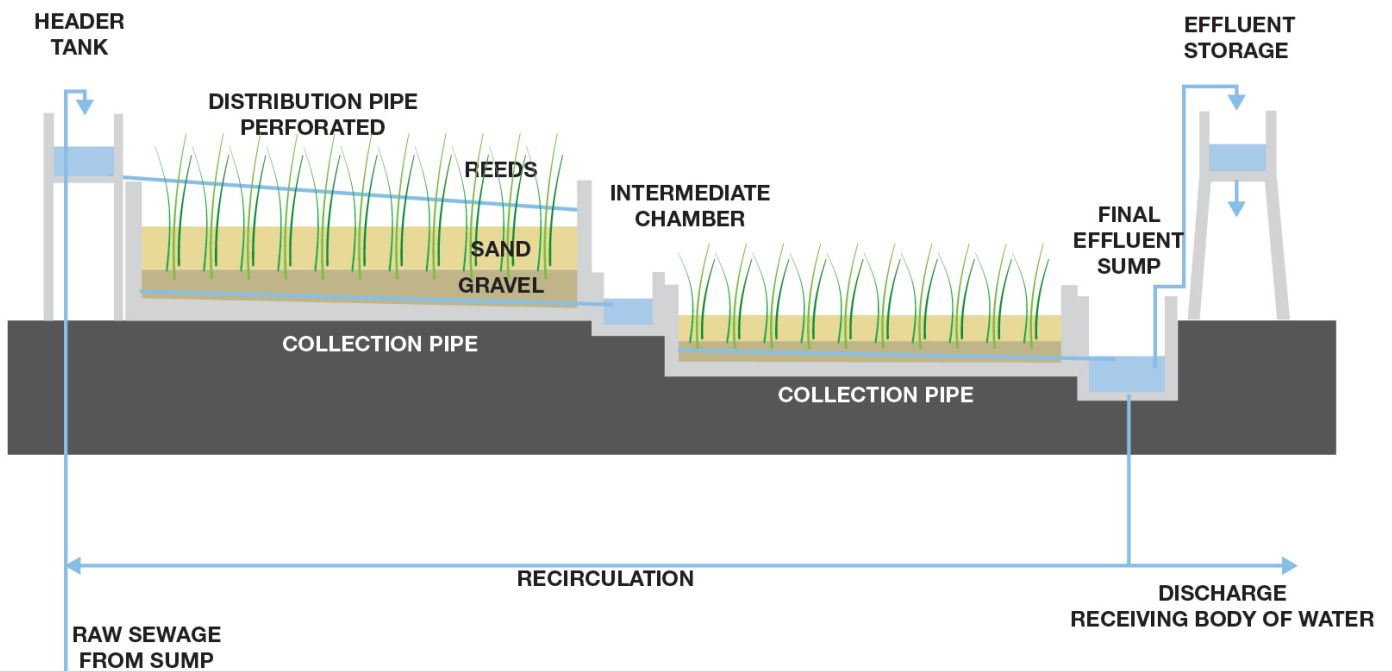 HEADER
TANK
DISTRIBUTION PIPE
PERFORATED
REEDS
SAND
GRAVEL
COLLECTION PIPE
INTERMEDIATE
CHAMBER
COLLECTION PIPE
FINAL
EFFLUENT
SUMP
EFFLUENT
STORAGE
RECIRCULATION
DISCHARGE
RECEIVING BODY OF WATER
RAW SEWAGE
FROM SUMP